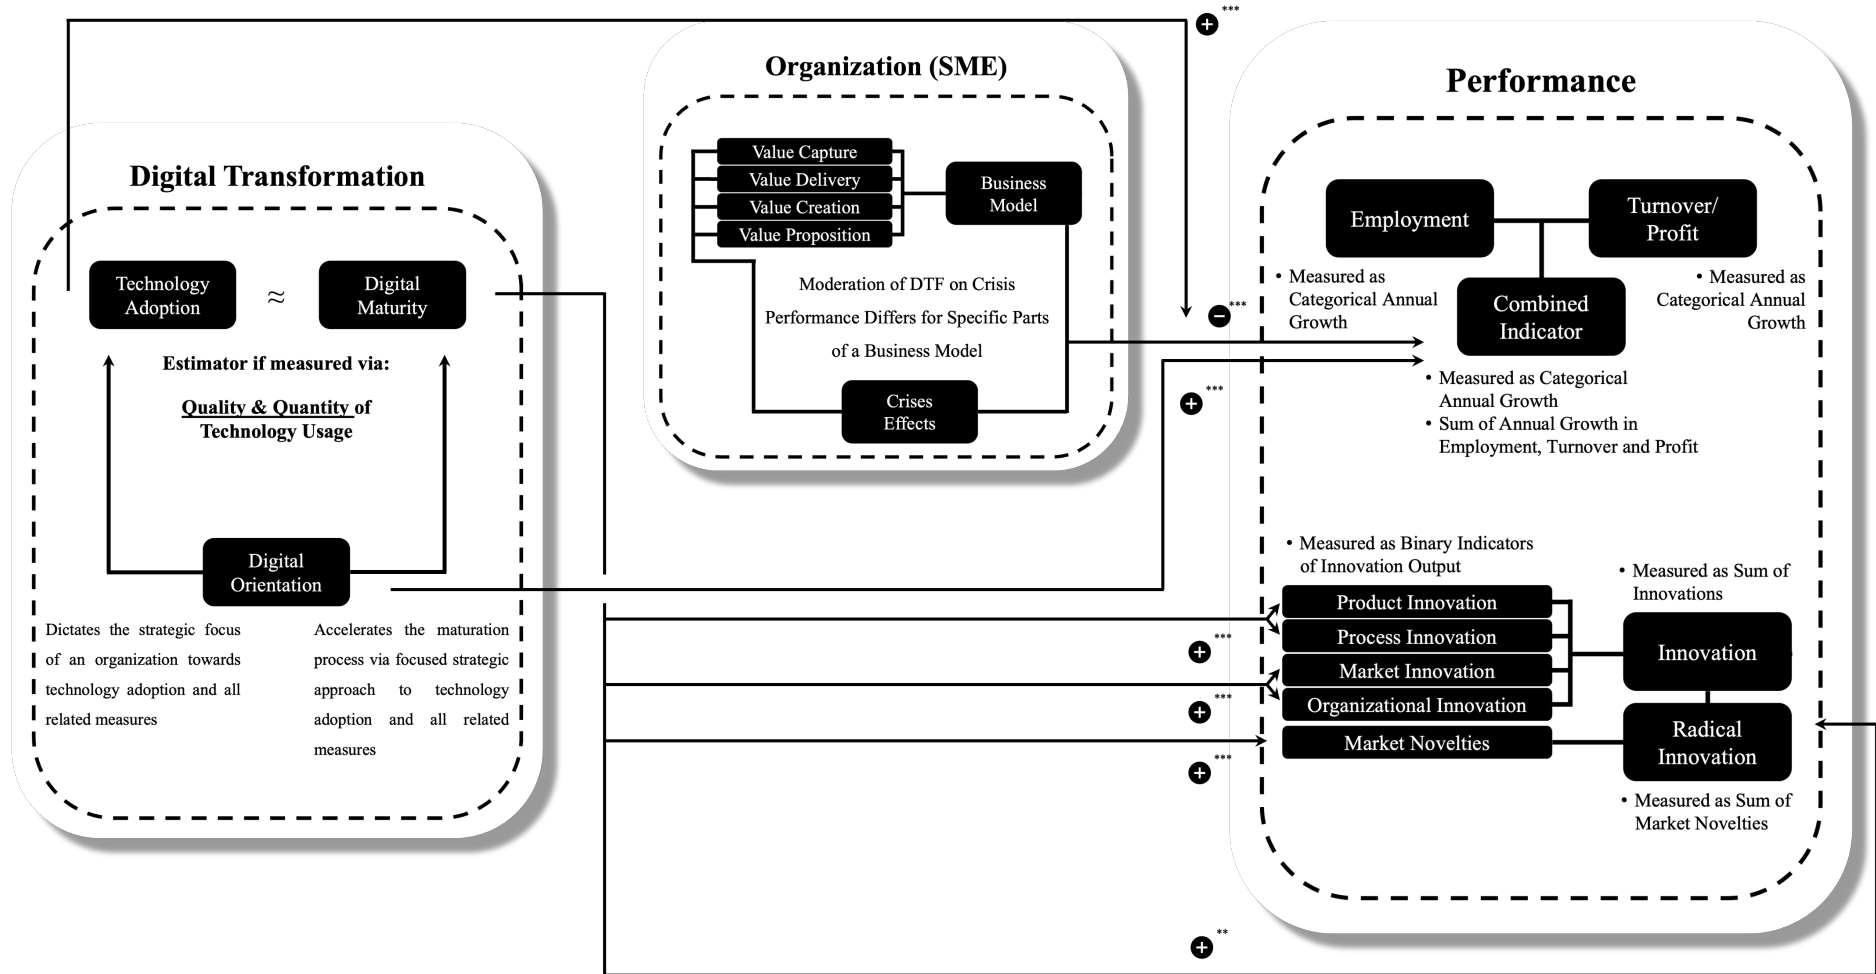 + ***
Organization (SME)
Value Capture
Value Delivery
Value Creation
Value Proposition
Business
Model
Moderation of DTF on Crisis
Performance Differs for Specific Parts
of a Business Model
Crises
Effects
Digital Transformation
Technology
Adoption
≈
Digital
Maturity
Estimator if measured via:
Quality & Quantity of
Technology Usage
Digital
Orientation
Dictates the strategic focus
of an organization towards
technology adoption and all
related measures
Accelerates the maturation
process via focused strategic
approach to technology
adoption and all related
measures
− ***
+ ***
+ ***
+ ***
+ ***
+ **
Performance
Employment
Turnover/
Profit
• Measured as
Categorical Annual
Growth
Combined
Indicator
• Measured as
Categorical Annual
Growth
• Measured as Categorical
Annual Growth
• Sum of Annual Growth in
Employment, Turnover and Profit
• Measured as Binary Indicators
of Innovation Output
Product Innovation
Process Innovation
Market Innovation
Organizational Innovation
Market Novelties
• Measured as Sum of
Innovations
Innovation
Radical
Innovation
• Measured as Sum of
Market Novelties